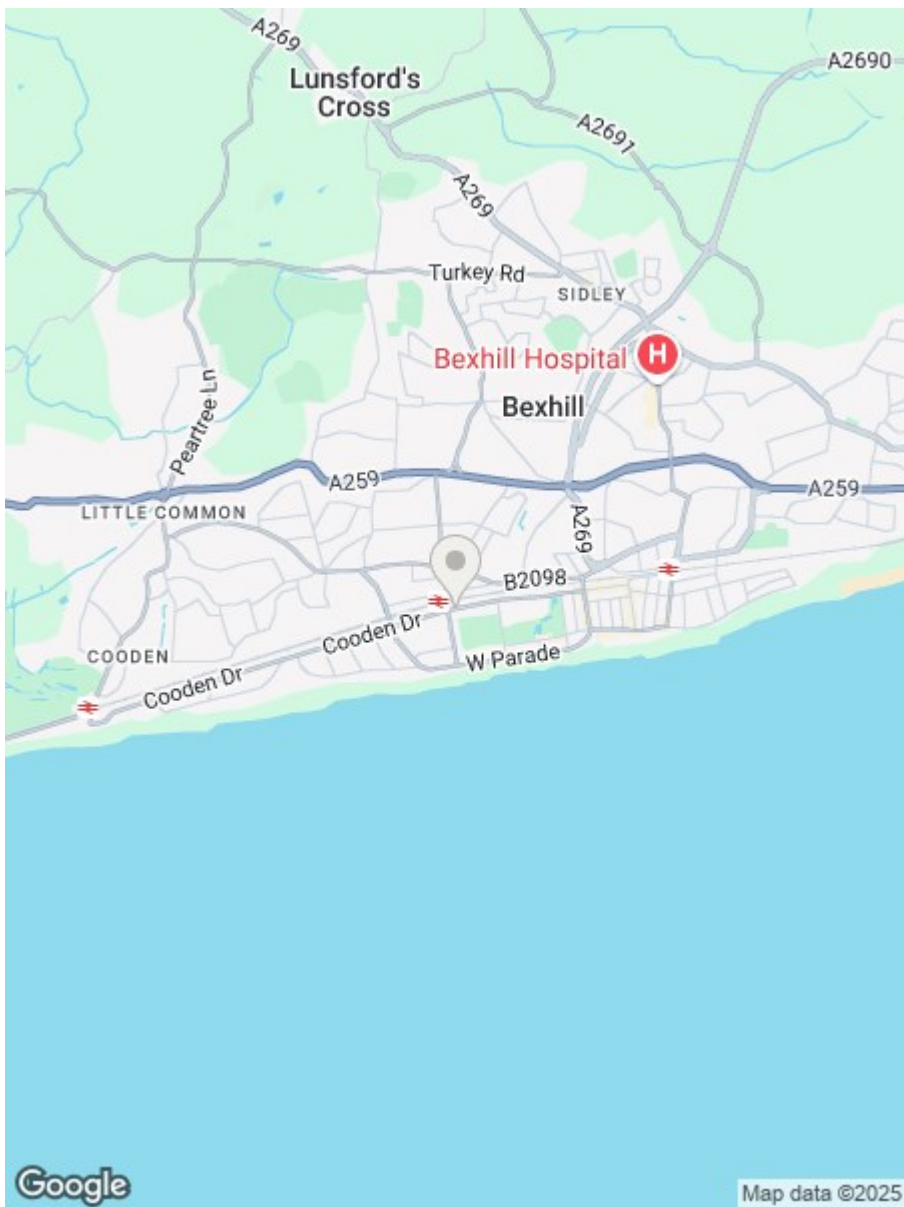 A269
A2690
Lunsford's
Cross
A2691
A269
Turkey Rd
SIDLEY
Bexhill Hospital
H
Bexhill
Peartree Ln
A259
A259
LITTLE COMMON
A269
B2098
Cooden Dr
W Parade
COODEN
Cooden Dr
Google
Map data ©2025